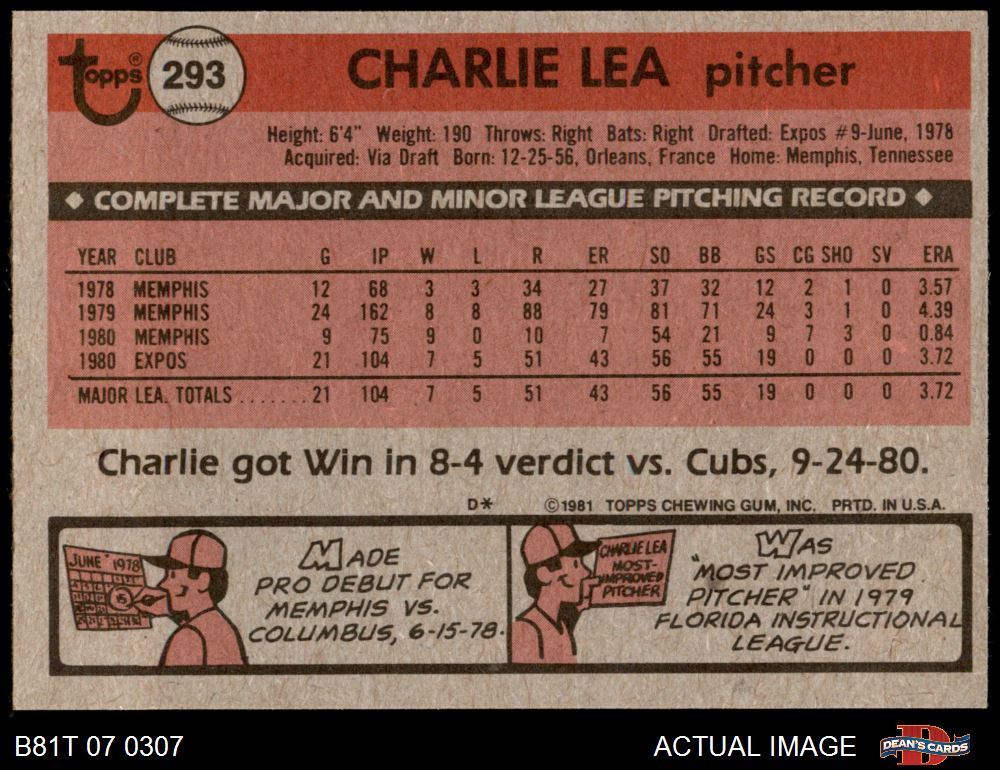 Topps® 293 CHARLIE LEA pitcher
Height: 6'4" Weight: 190 Throws: Right Bats: Right Drafted: Expos #9-June, 1978
Acquired: Via Draft Born: 12-25-56, Orleans, France Home: Memphis, Tennessee
◆ COMPLETE MAJOR AND MINOR LEAGUE PITCHING RECORD ◆
YEAR CLUB G IP W L R ER SO BB GS CG SHO SV ERA
1978 MEMPHIS 12 68 3 3 34 27 37 32 12 2 1 0 3.57
1979 MEMPHIS 24 162 8 8 88 79 81 71 24 3 1 0 4.39
1980 MEMPHIS 9 75 9 0 10 7 54 21 9 7 3 0 0.84
1980 EXPOS 21 104 7 5 51 43 56 55 19 0 0 0 3.72
MAJOR LEA. TOTALS ....... 21 104 7 5 51 43 56 55 19 0 0 0 3.72
Charlie got Win in 8-4 verdict vs. Cubs, 9-24-80.
D* ©1981 TOPPS CHEWING GUM, INC. PRTD. IN U.S.A.
JUNE 1978
15
MADE
PRO DEBUT FOR
MEMPHIS VS.
COLUMBUS, 6-15-78.
CHARLIE LEA
MOST-
IMPROVED
PITCHER
WAS
"MOST IMPROVED
PITCHER" IN 1979
FLORIDA INSTRUCTIONAL
LEAGUE.
B81T 07 0307 ACTUAL IMAGE D DEAN'S CARDS